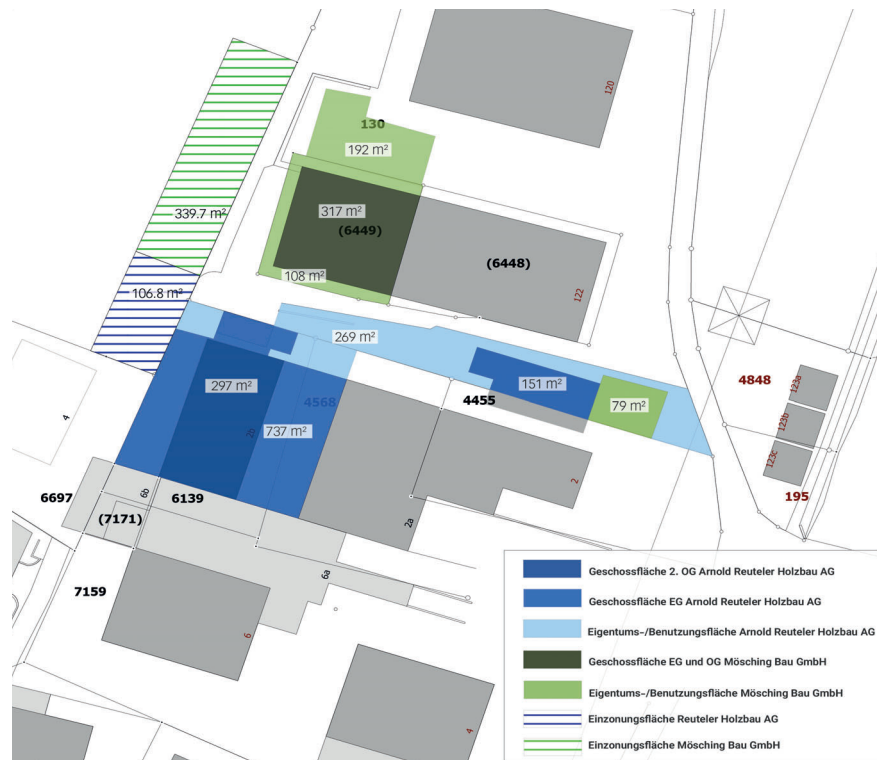 120
130
192 m²
339.7 m²
317 m²
(6449)
(6448)
108 m²
122
106.8 m²
269 m²
297 m²
4568
151 m²
4455
79 m²
4848
123a
123b
123c
195
4
737 m²
2
2a
6697
6b
6139
(7171)
6a
7159
6
4
Geschossfläche 2. OG Arnold Reuteler Holzbau AG
Geschossfläche EG Arnold Reuteler Holzbau AG
Eigentums-/Benutzungsfläche Arnold Reuteler Holzbau AG
Geschossfläche EG und OG Mösching Bau GmbH
Eigentums-/Benutzungsfläche Mösching Bau GmbH
Einzonungsfläche Reuteler Holzbau AG
Einzonungsfläche Mösching Bau GmbH